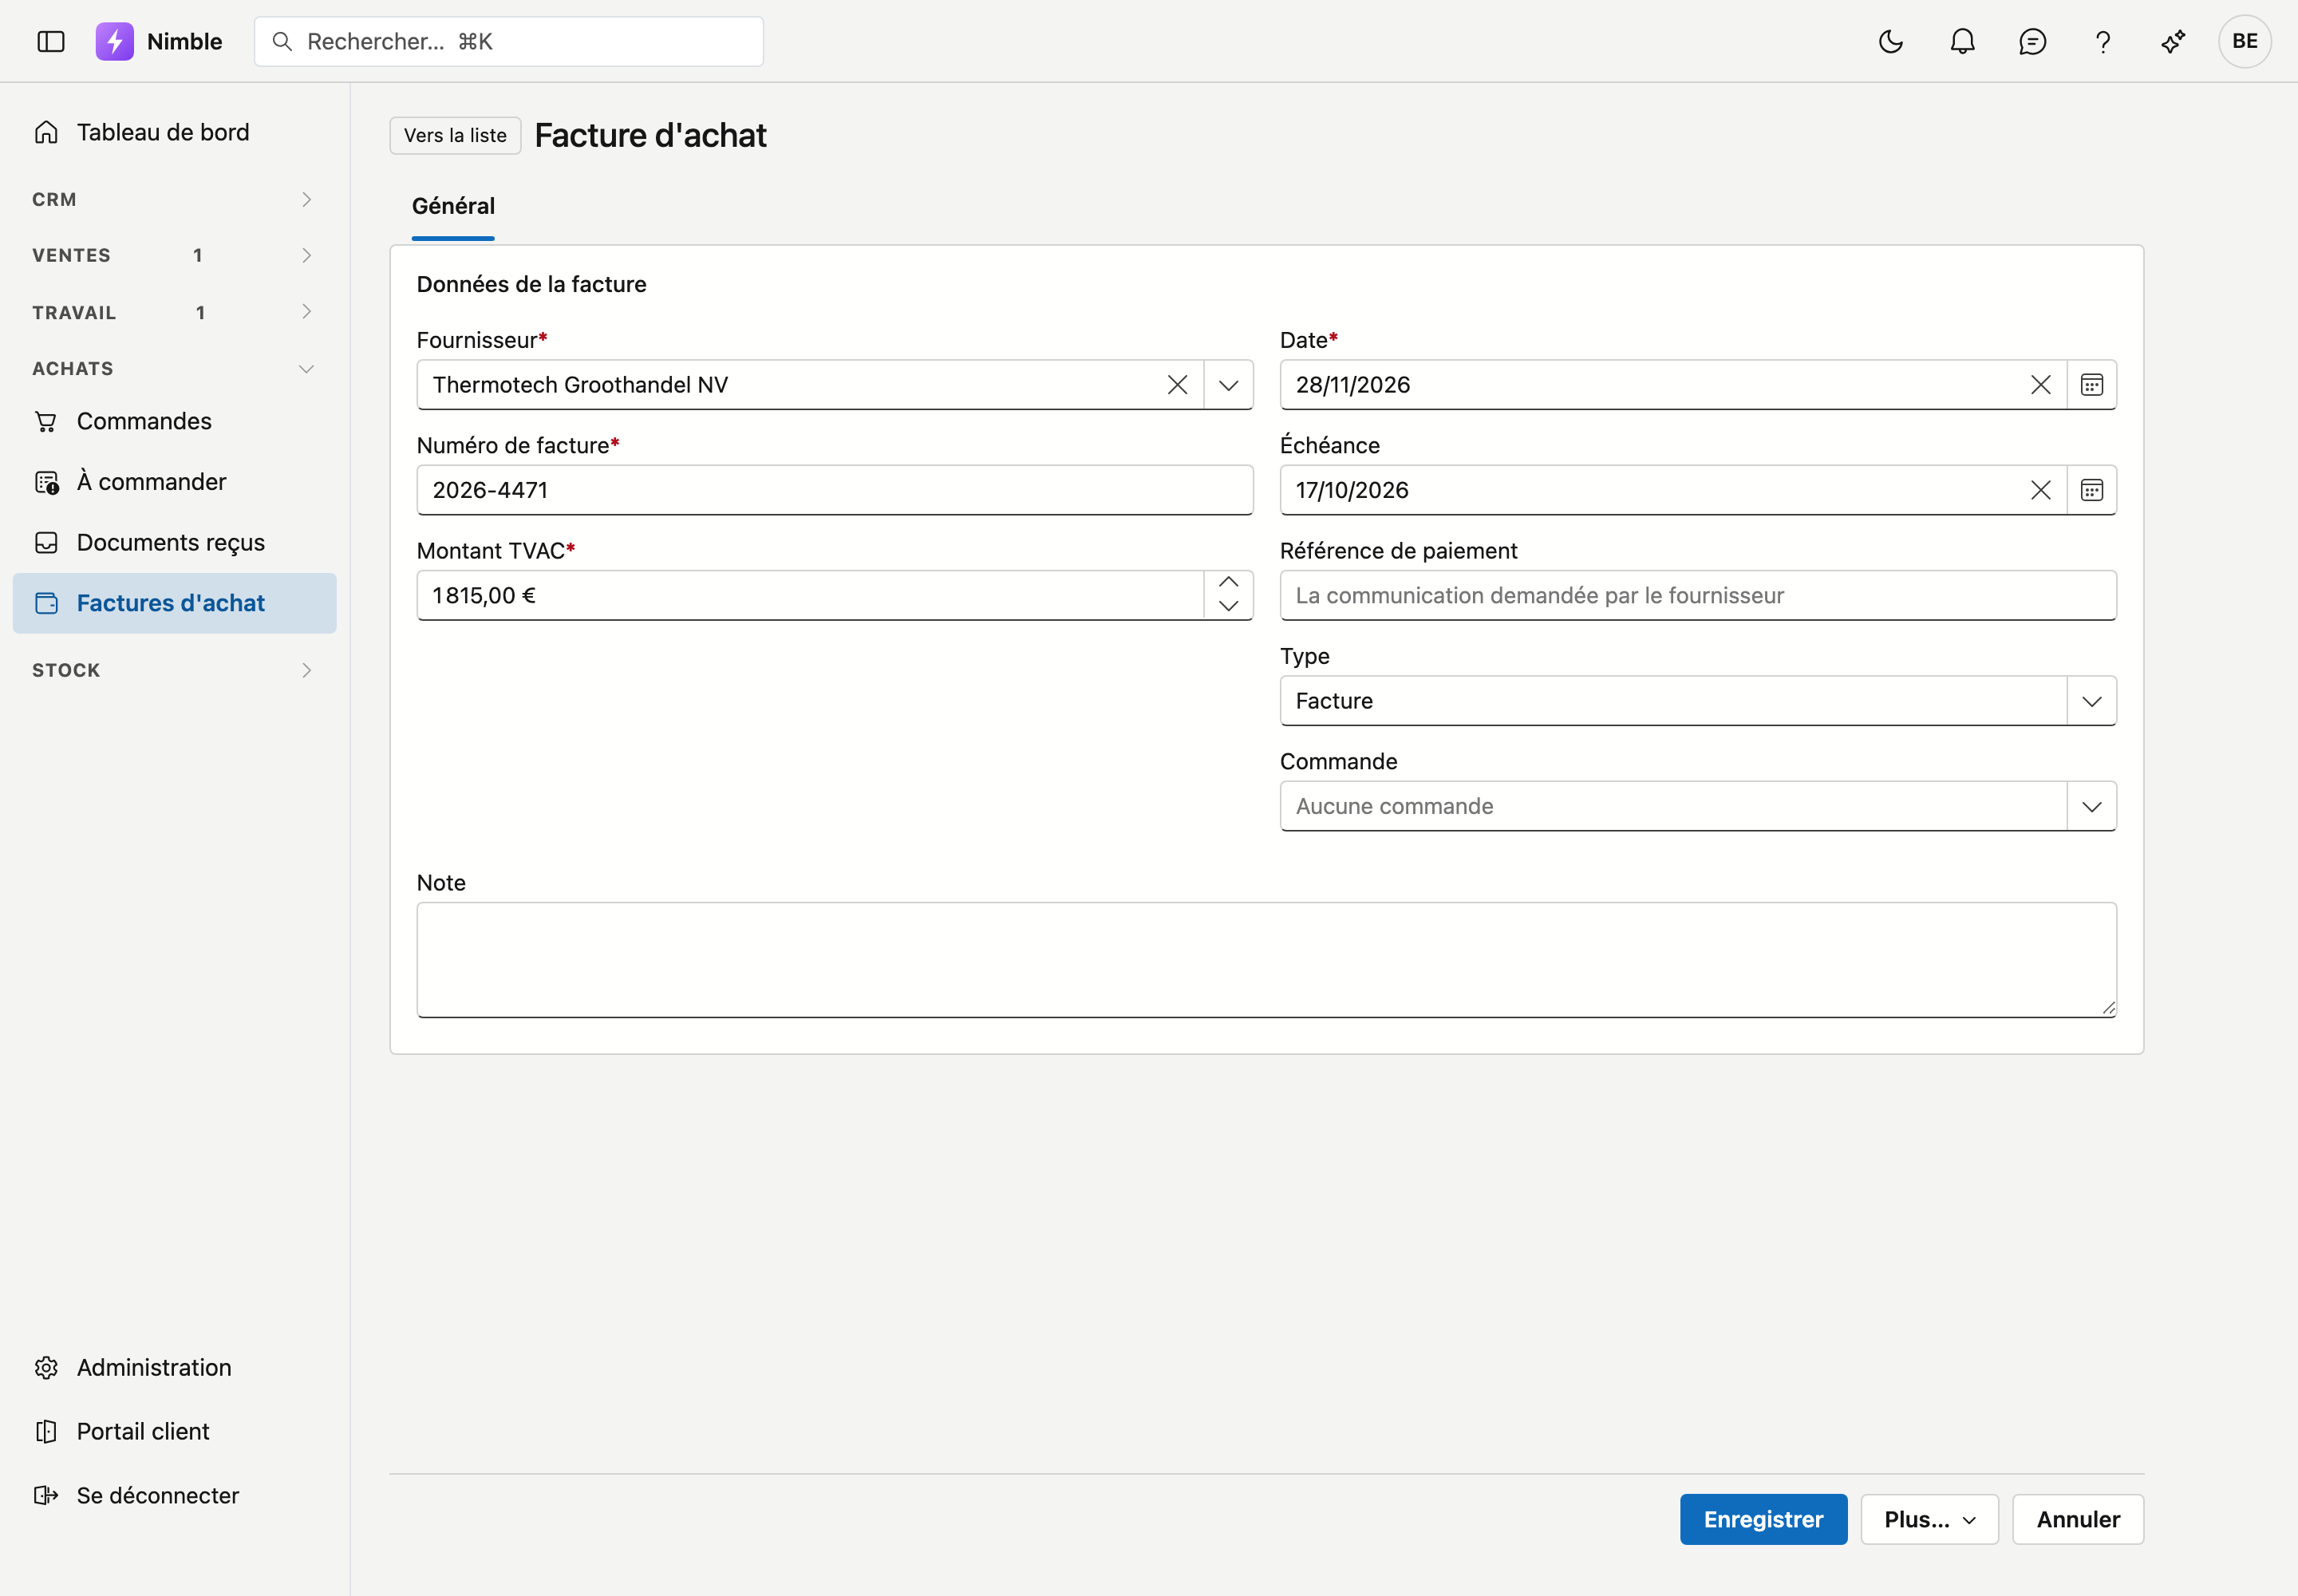 Nimble
Rechercher... ⌘K
BE
Tableau de bord
CRM
VENTES 1
TRAVAIL 1
ACHATS
Commandes
À commander
Documents reçus
Factures d'achat
STOCK
Administration
Portail client
Se déconnecter
Vers la liste Facture d'achat
Général
Données de la facture
Fournisseur*
Thermotech Groothandel NV
Date*
28/11/2026
Numéro de facture*
2026-4471
Échéance
17/10/2026
Montant TVAC*
1 815,00 €
Référence de paiement
La communication demandée par le fournisseur
Type
Facture
Commande
Aucune commande
Note
Enregistrer Plus... Annuler